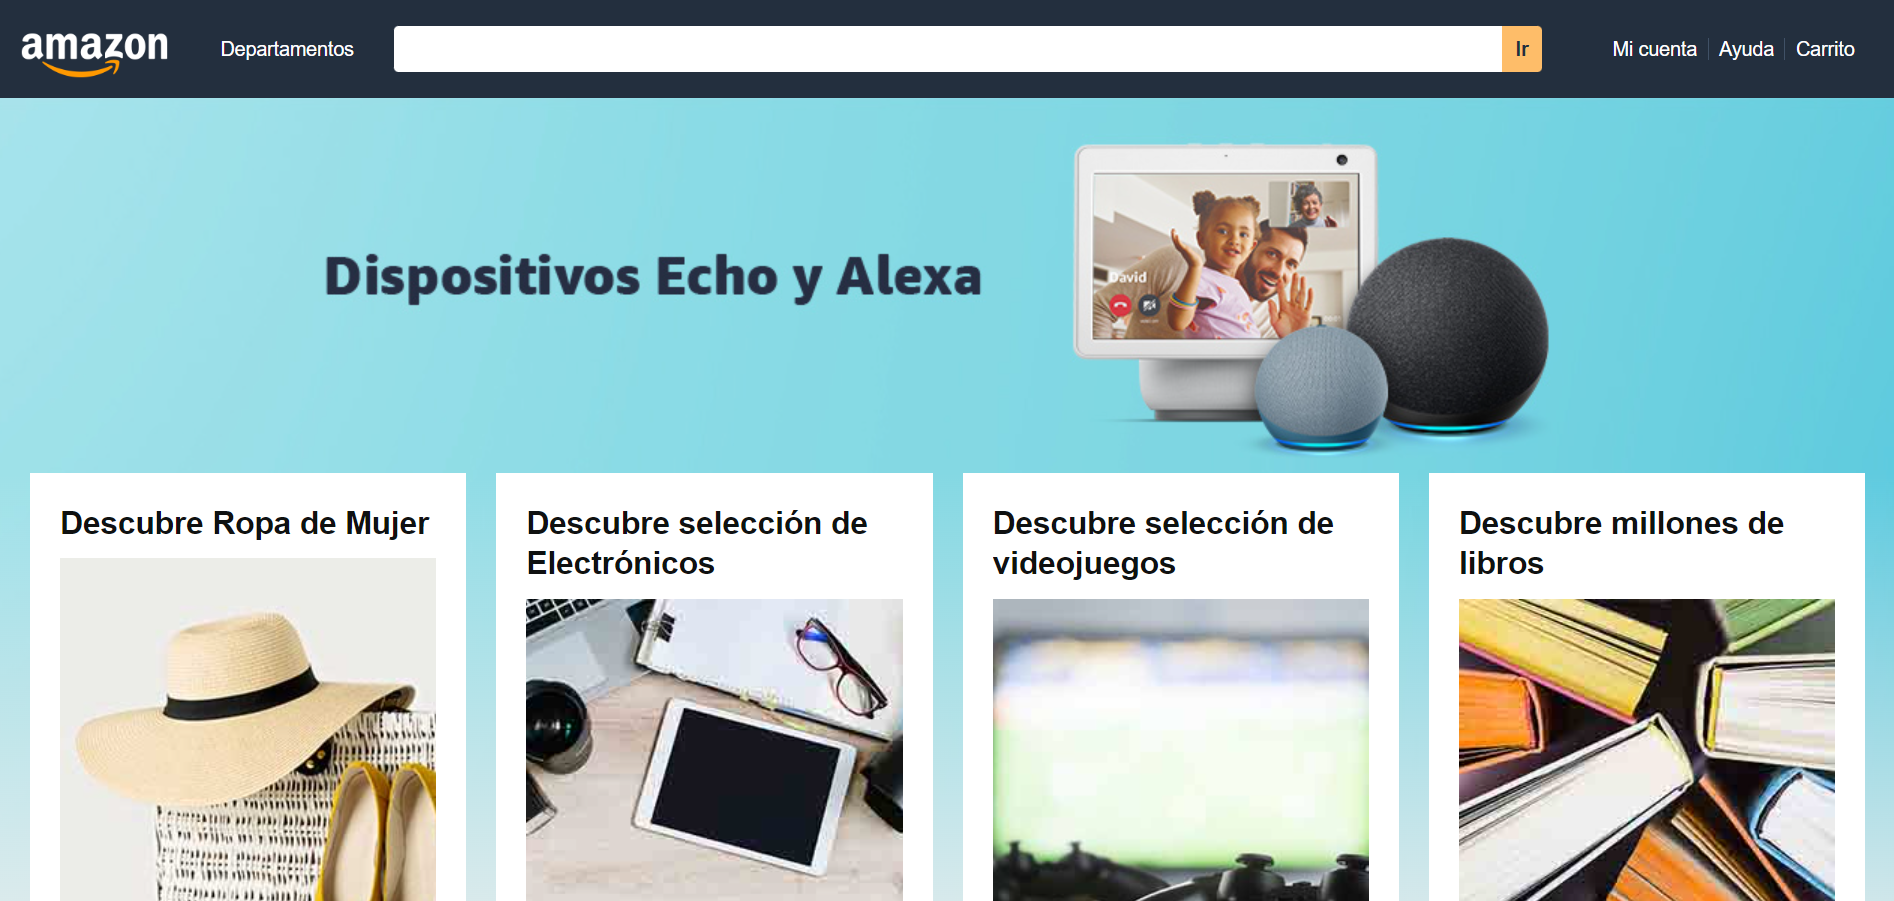 amazon
Departamentos
Ir
Mi cuenta
Ayuda
Carrito
Dispositivos Echo y Alexa
David
Descubre Ropa de Mujer
Descubre selección de
Electrónicos
Descubre selección de
videojuegos
Descubre millones de
libros